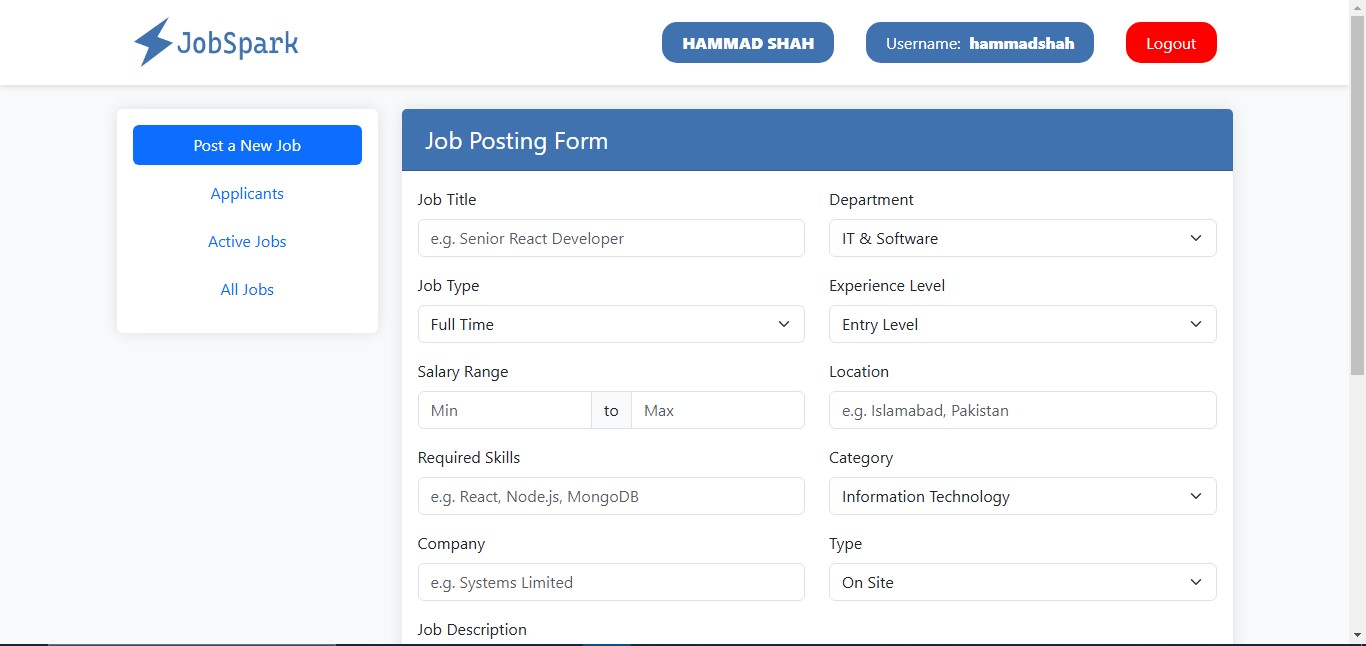 JobSpark
HAMMAD SHAH
Username: hammadshah
Logout
Post a New Job
Applicants
Active Jobs
All Jobs
Job Posting Form
Job Title
e.g. Senior React Developer
Department
IT & Software
Job Type
Full Time
Experience Level
Entry Level
Salary Range
Min to Max
Location
e.g. Islamabad, Pakistan
Required Skills
e.g. React, Node.js, MongoDB
Category
Information Technology
Company
e.g. Systems Limited
Type
On Site
Job Description